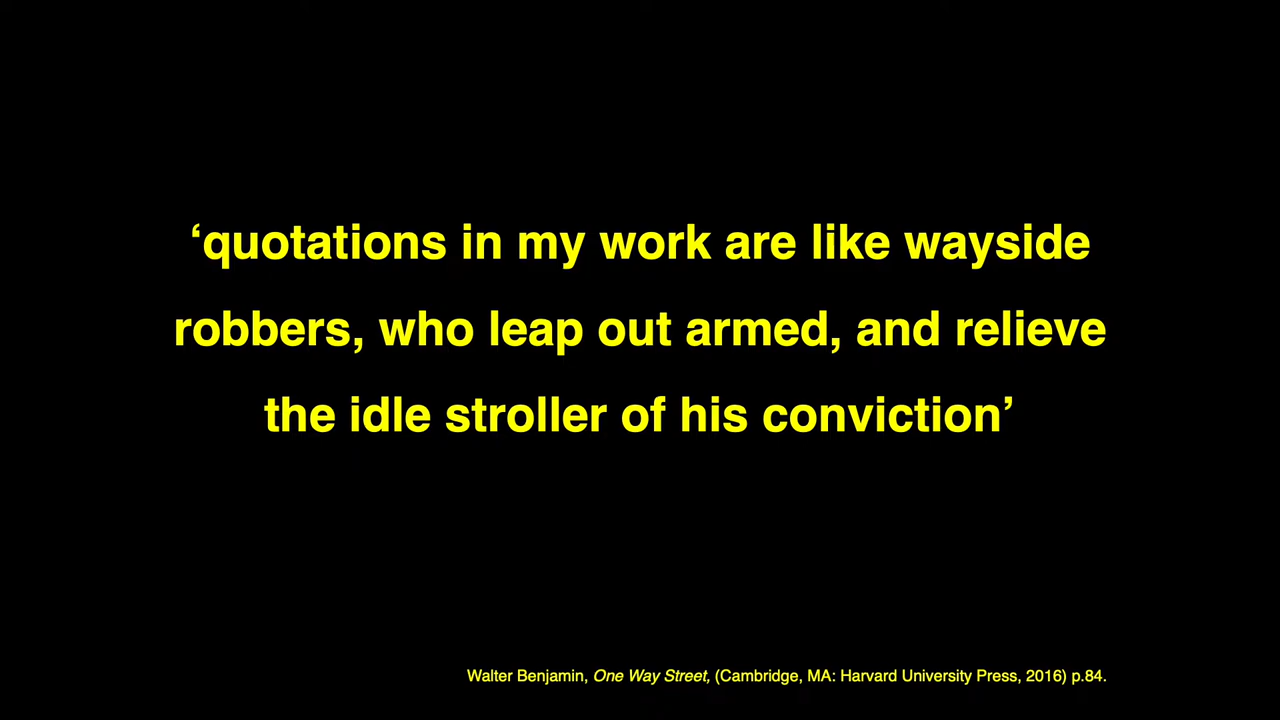 ‘quotations in my work are like wayside
robbers, who leap out armed, and relieve
the idle stroller of his conviction’
Walter Benjamin, One Way Street, (Cambridge, MA: Harvard University Press, 2016) p.84.